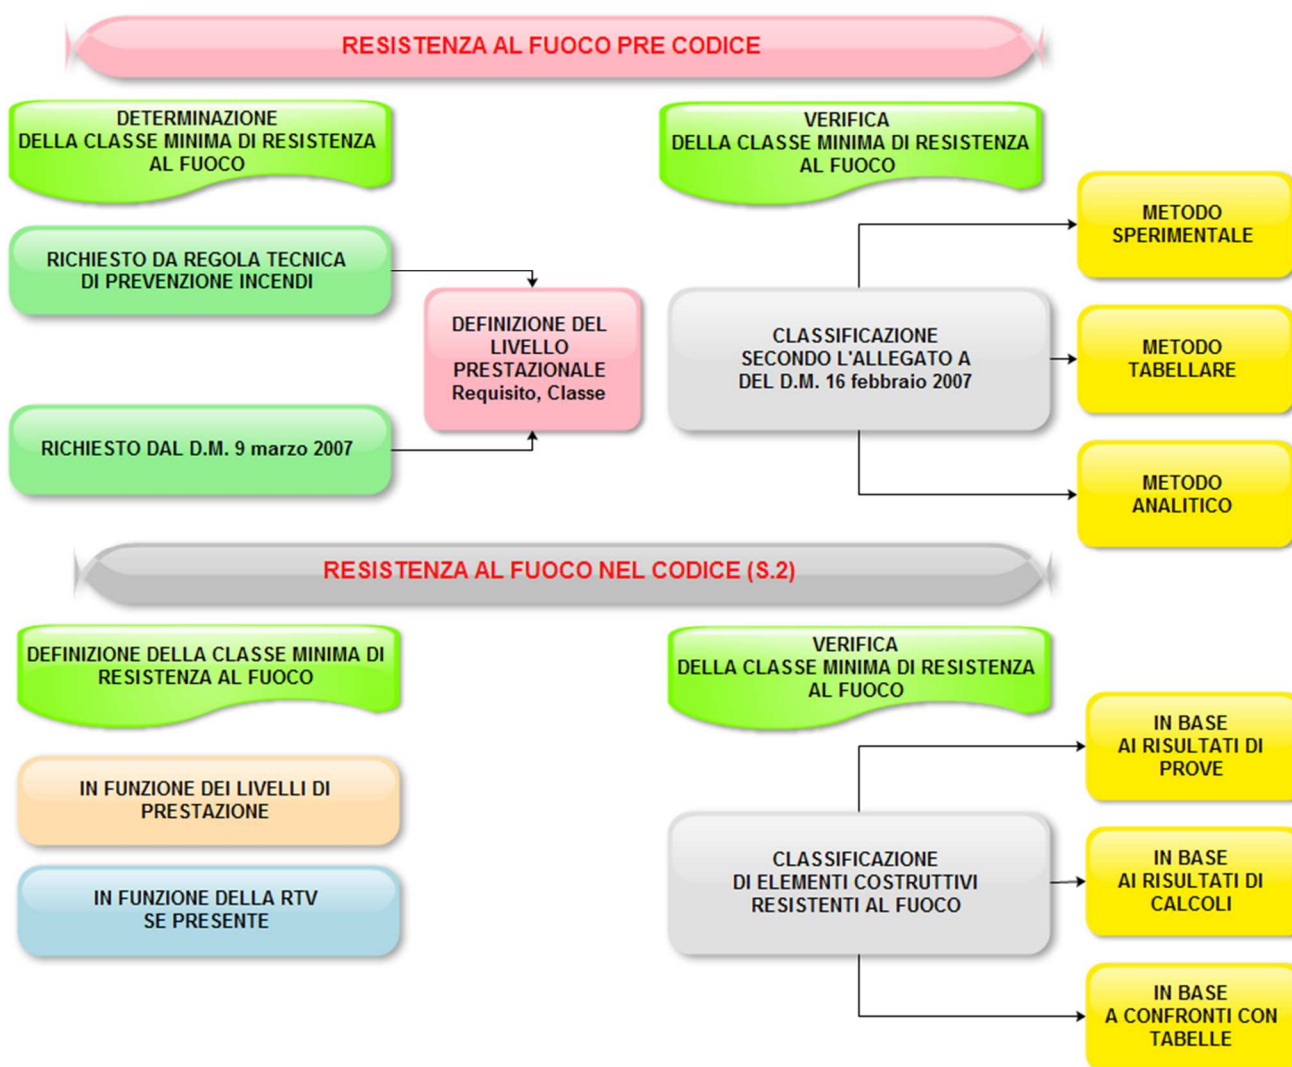 RESISTENZA AL FUOCO PRE CODICE
DETERMINAZIONE
DELLA CLASSE MINIMA DI RESISTENZA
AL FUOCO
RICHIESTO DA REGOLA TECNICA
DI PREVENZIONE INCENDI
RICHIESTO DAL D.M. 9 marzo 2007
DEFINIZIONE DEL
LIVELLO
PRESTAZIONALE
Requisito, Classe
VERIFICA
DELLA CLASSE MINIMA DI RESISTENZA
AL FUOCO
CLASSIFICAZIONE
SECONDO L'ALLEGATO A
DEL D.M. 16 febbraio 2007
METODO
SPERIMENTALE
METODO
TABELLARE
METODO
ANALITICO
RESISTENZA AL FUOCO NEL CODICE (S.2)
DEFINIZIONE DELLA CLASSE MINIMA DI
RESISTENZA AL FUOCO
IN FUNZIONE DEI LIVELLI DI
PRESTAZIONE
IN FUNZIONE DELLA RTV
SE PRESENTE
VERIFICA
DELLA CLASSE MINIMA DI RESISTENZA
AL FUOCO
CLASSIFICAZIONE
DI ELEMENTI COSTRUTTIVI
RESISTENTI AL FUOCO
IN BASE
AI RISULTATI DI
PROVE
IN BASE
AI RISULTATI DI
CALCOLI
IN BASE
A CONFRONTI CON
TABELLE